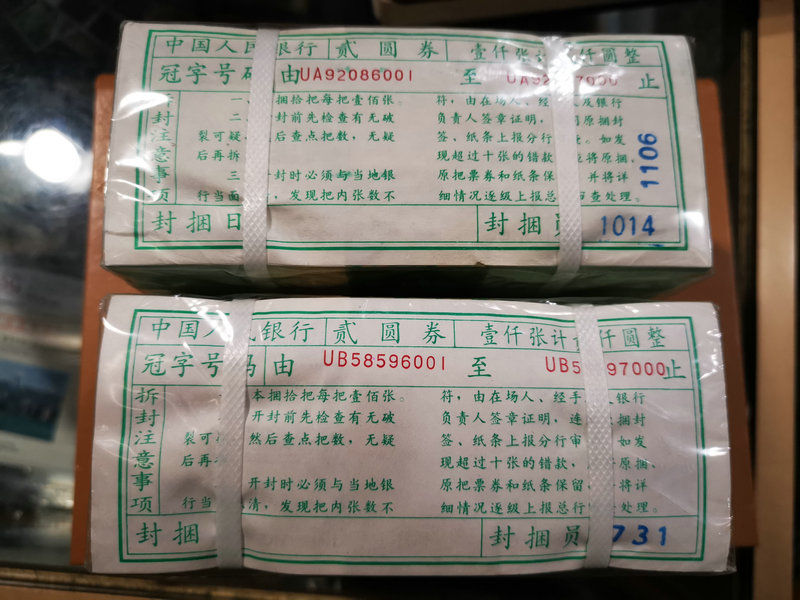 中国人民银行 贰圆券 壹仟张计 仟圆整
冠字号码 由 UA92086001 至 UA92 7000 止
拆封注意事项
一、 捆拾把每把壹佰张。
二、 封前先检查有无破
裂可疑, 后查点把数,无疑
后再拆
三、 封时必须与当地银
行当面 ,发现把内张数不
符,由在场人、经 及银行
负责人签章证明, 同原捆封
签、纸条上报分行 查。如发
现超过十张的错款 应将原捆、
原把票券和纸条保 并将详
细情况逐级上报总 审查处理。
1106
封捆日 封捆员 1014
中国人民银行 贰圆券 壹仟张计 仟圆整
冠字号码 由 UB58596001 至 UB5 97000 止
拆封注意事项
本捆拾把每把壹佰张。
开封前先检查有无破
裂可 然后查点把数,无疑
后再
开封时必须与当地银
行当 清,发现把内张数不
符,由在场人、经手 人银行
负责人签章证明,连 原捆封
签、纸条上报分行审 如发
现超过十张的错款, 将原捆、
原把票券和纸条保留, 将详
细情况逐级上报总行 处理。
封捆 封捆员 731